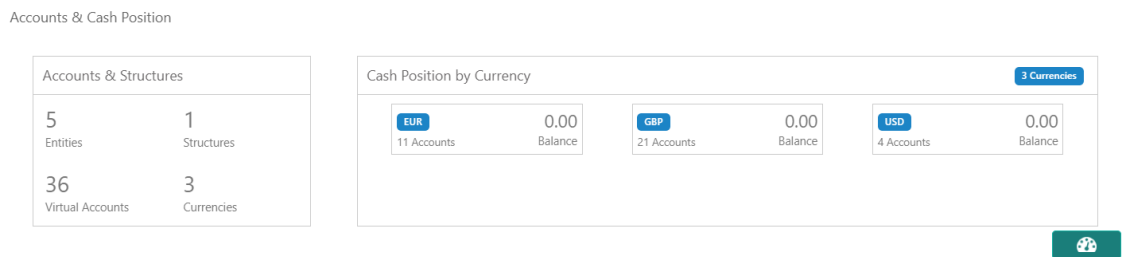 Accounts & Cash Position
Accounts & Structures
5
1
Entities
Structures
36
3
Virtual Accounts
Currencies
Cash Position by Currency
3 Currencies
EUR
0.00
11 Accounts
Balance
GBP
0.00
21 Accounts
Balance
USD
0.00
4 Accounts
Balance